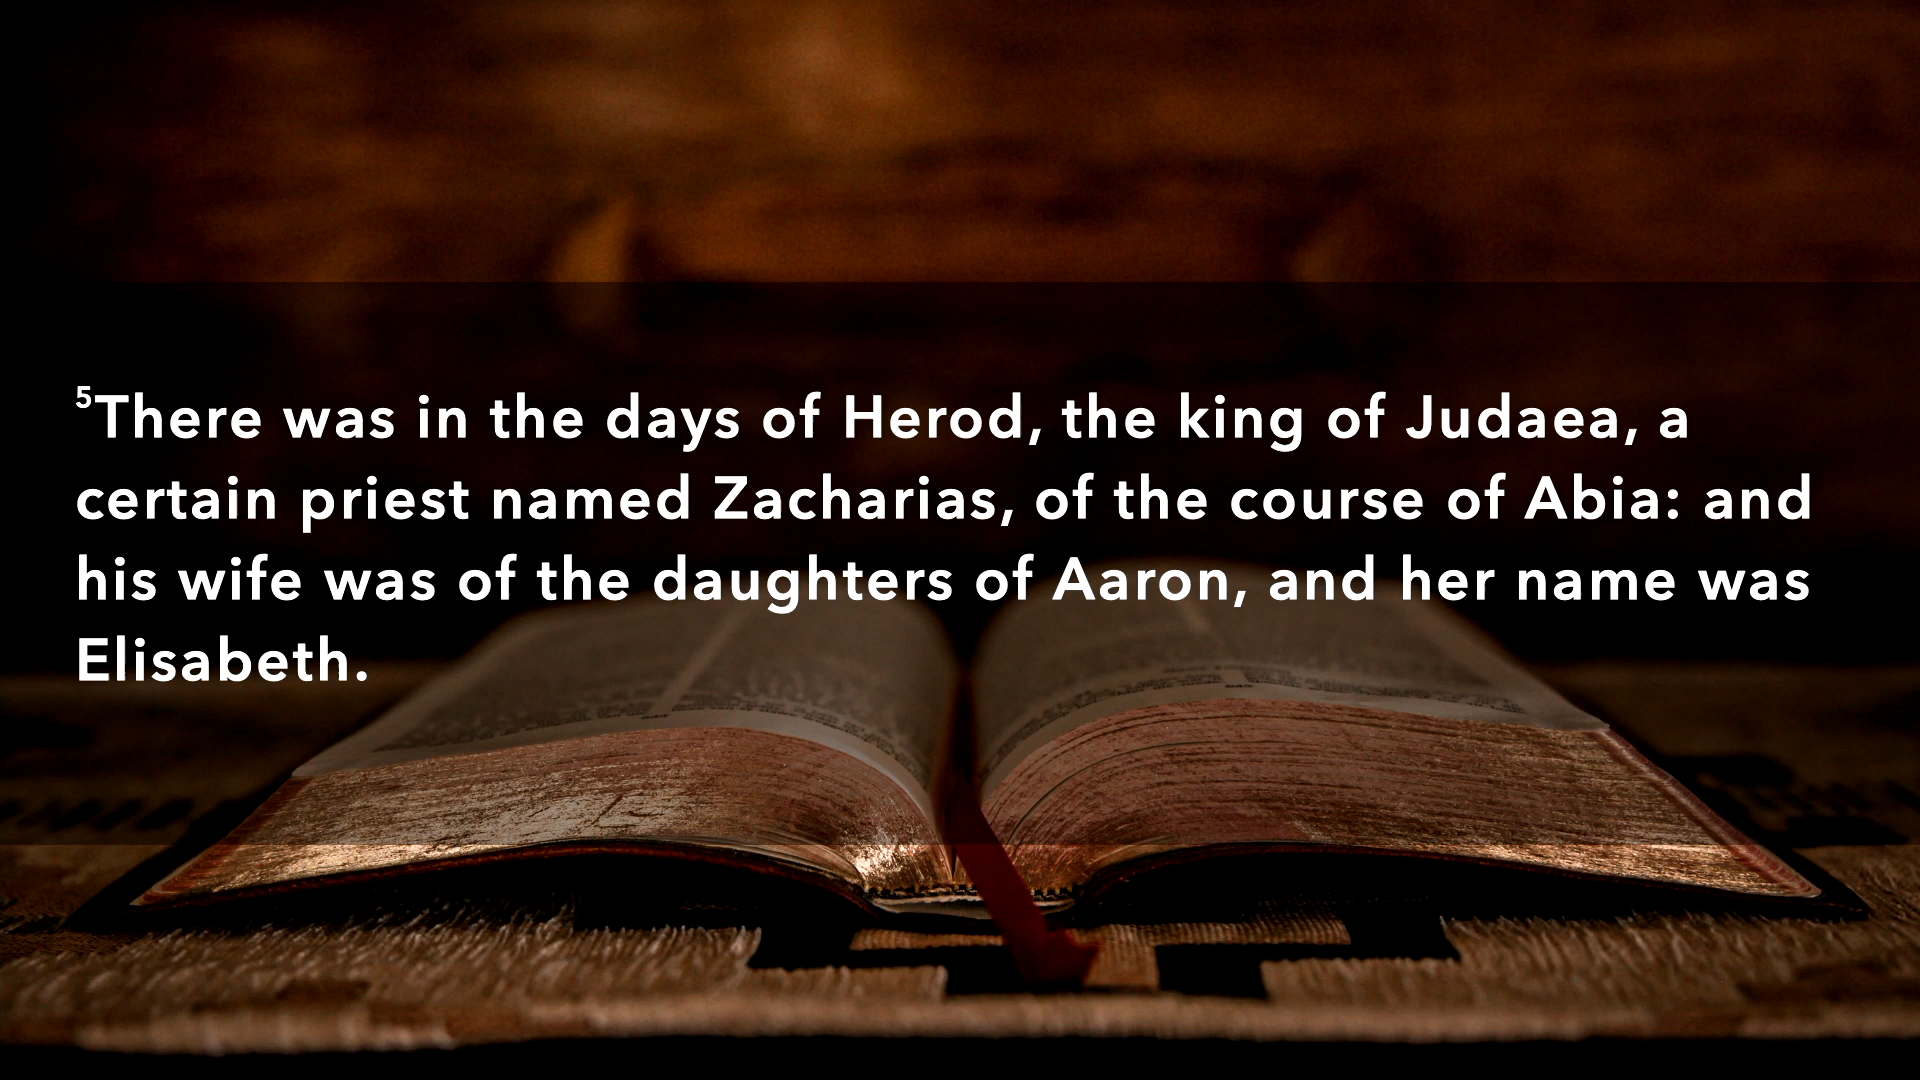 5There was in the days of Herod, the king of Judaea, a
certain priest named Zacharias, of the course of Abia: and
his wife was of the daughters of Aaron, and her name was
Elisabeth.